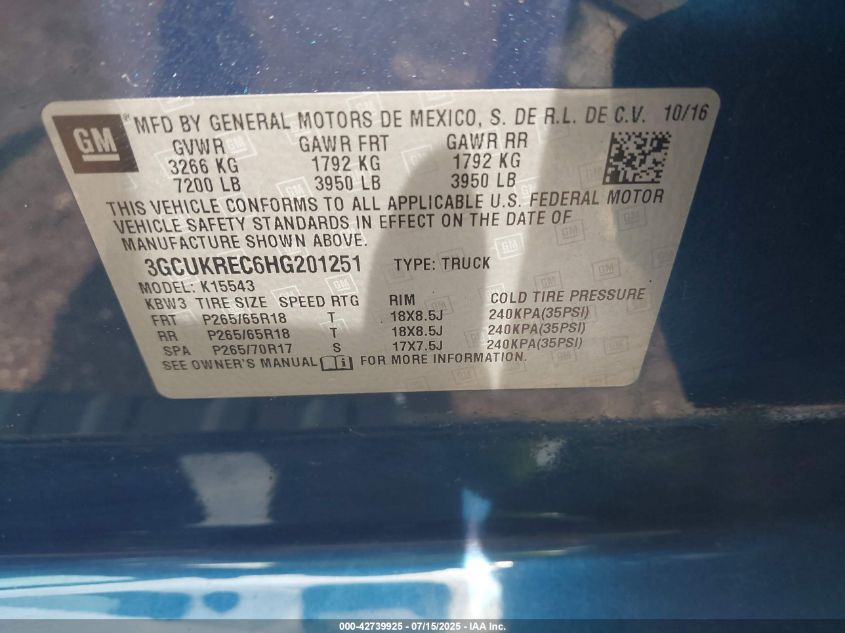 GM ® MFD BY GENERAL MOTORS DE MEXICO, S. DE R.L. DE C.V. 10/16
GVWR GAWR FRT GAWR RR
3266 KG 1792 KG 1792 KG
7200 LB 3950 LB 3950 LB
THIS VEHICLE CONFORMS TO ALL APPLICABLE U.S. FEDERAL MOTOR
VEHICLE SAFETY STANDARDS IN EFFECT ON THE DATE OF
MANUFACTURE SHOWN ABOVE.
3GCUKREC6HG201251 TYPE: TRUCK
MODEL: K15543
KBW3 TIRE SIZE SPEED RTG RIM COLD TIRE PRESSURE
FRT P265/65R18 T 18X8.5J 240KPA(35PSI)
RR P265/65R18 T 18X8.5J 240KPA(35PSI)
SPA P265/70R17 S 17X7.5J 240KPA(35PSI)
SEE OWNER'S MANUAL FOR MORE INFORMATION.
000-42739925 - 07/15/2025 - IAA Inc.